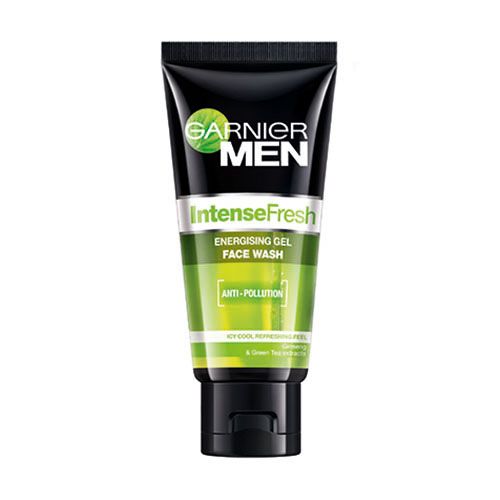 GARNIER
MEN
IntenseFresh
ENERGISING GEL
FACE WASH
ANTI - POLLUTION
ICY COOL REFRESHING FEEL
Ginseng
& Green Tea extracts